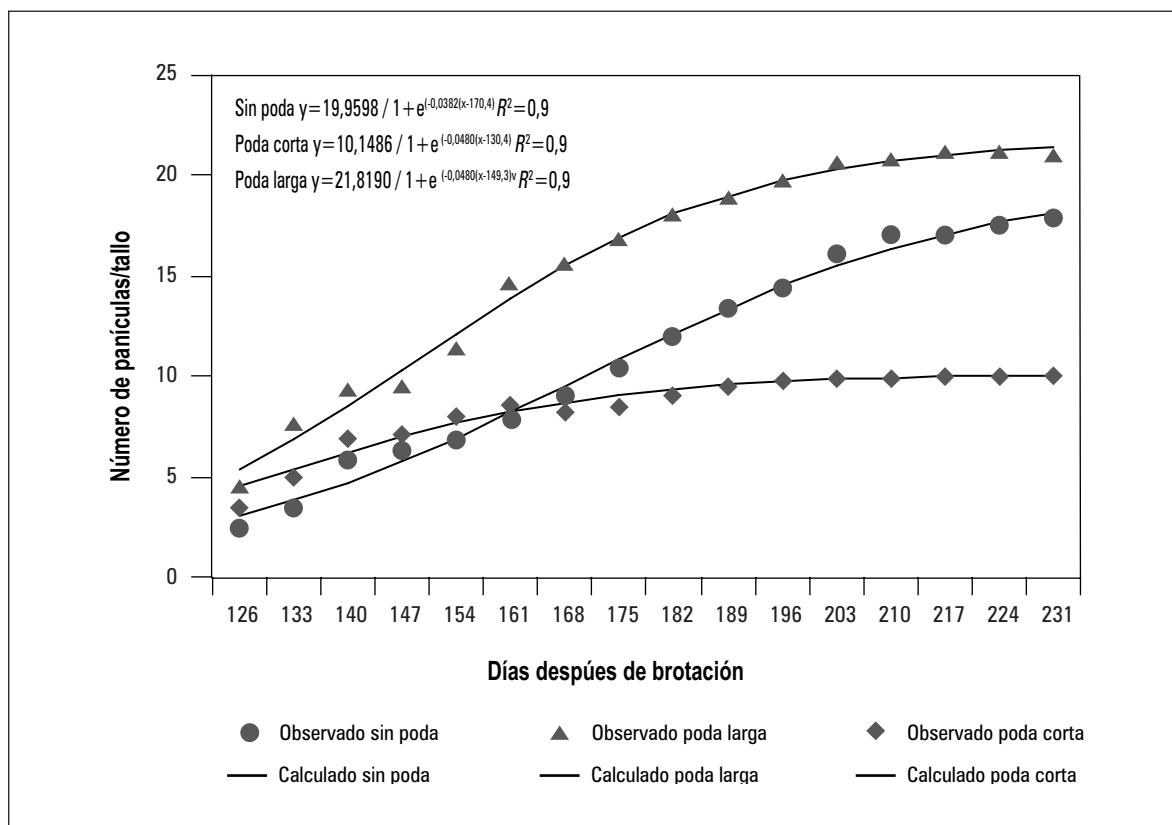 25
20
15
10
5
0
Sin poda y=19,9598 / 1+e(-0,0382(x-170,4) R²=0,9
Poda corta y=10,1486 / 1+e (-0,0480(x-130,4) R²=0,9
Poda larga y=21,8190 / 1+e (-0,0480(x-149,3)v R²=0,9
Número de panículas/tallo
126 133 140 147 154 161 168 175 182 189 196 203 210 217 224 231
Días despúes de brotación
Observado sin poda Observado poda larga Observado poda corta
Calculado sin poda Calculado poda larga Calculado poda corta